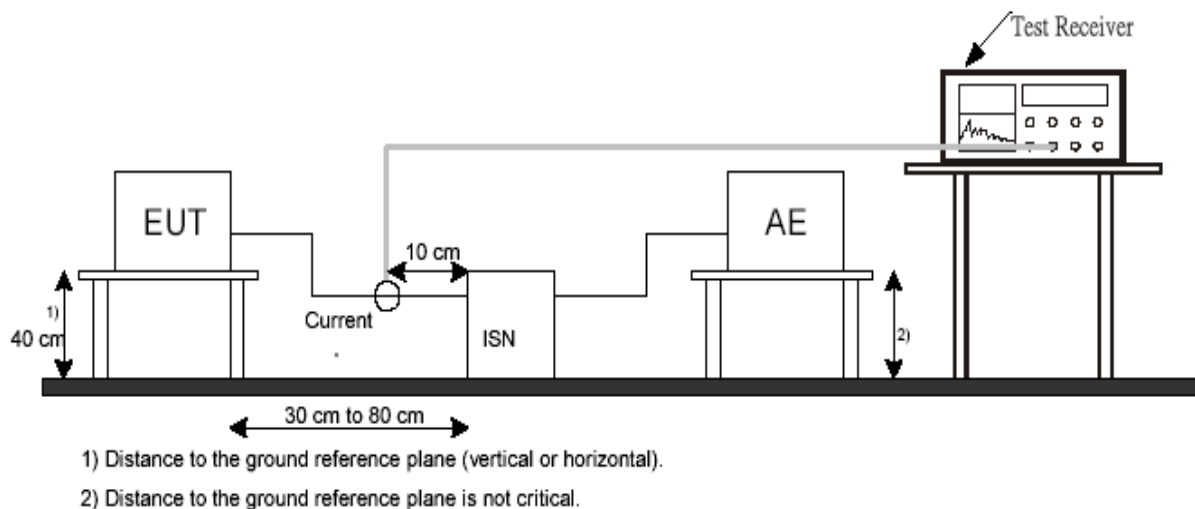 Test Receiver
EUT
AE
10 cm
1)
40 cm
Current
ISN
2)
30 cm to 80 cm
1) Distance to the ground reference plane (vertical or horizontal).
2) Distance to the ground reference plane is not critical.